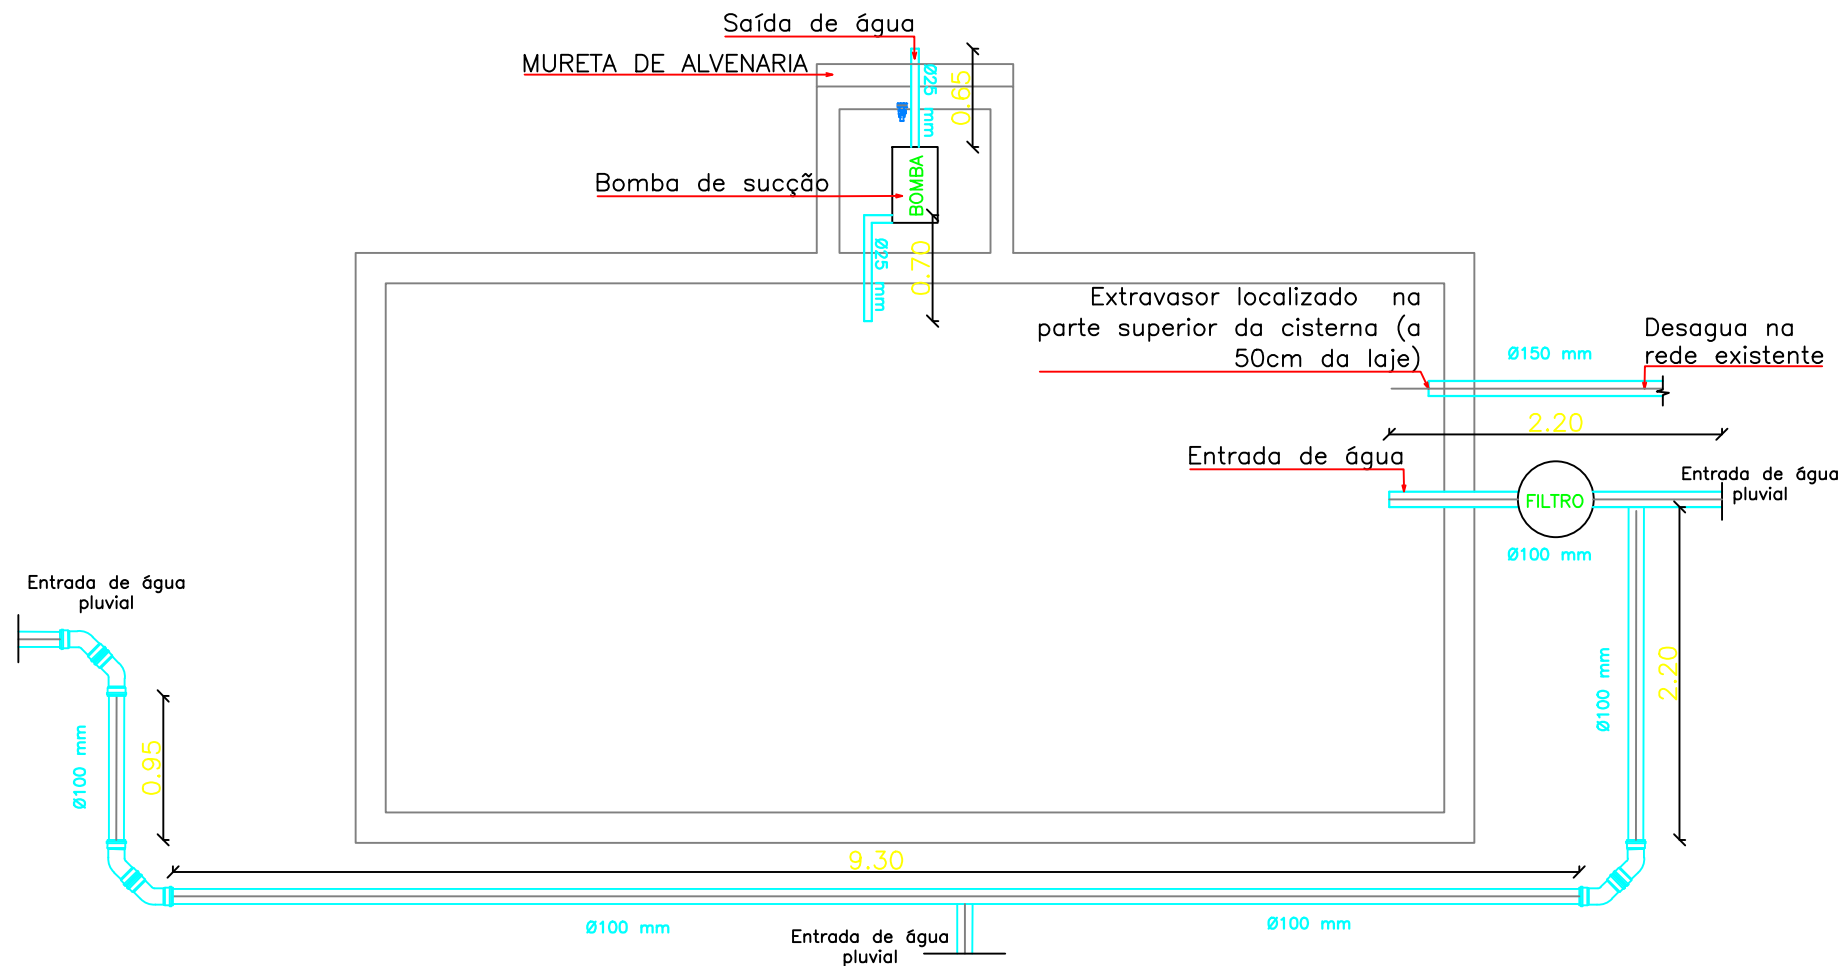 Saída de água
MURETA DE ALVENARIA
Ø25 mm
0.65
Bomba de sucção
BOMBA
Ø25 mm
0.70
Extravasor localizado na
parte superior da cisterna (a
50cm da laje)
Ø150 mm
Desagua na
rede existente
2.20
Entrada de água
FILTRO
Entrada de água
pluvial
Ø100 mm
Entrada de água
pluvial
Ø100 mm
2.20
Ø100 mm
0.95
9.30
Ø100 mm
Ø100 mm
Entrada de água
pluvial